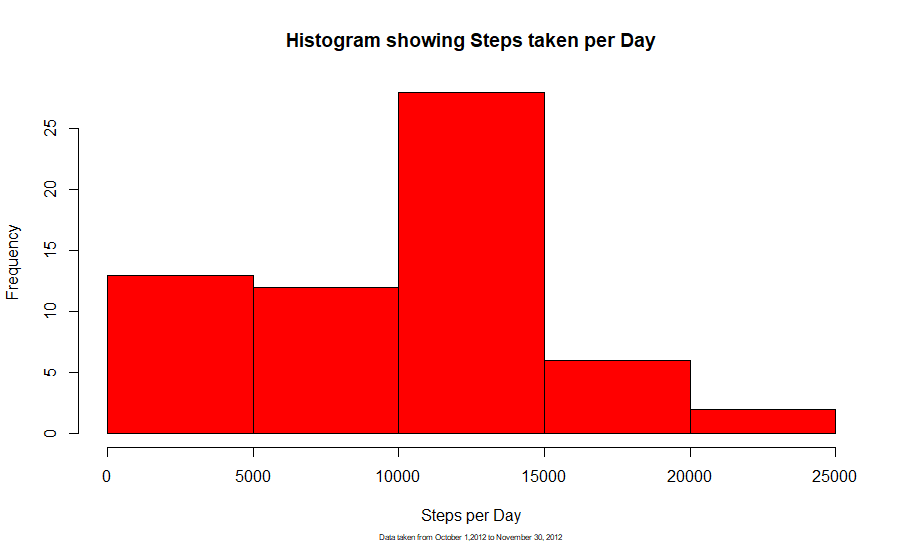 Histogram showing Steps taken per Day
Frequency
25
20
15
10
5
0
0 5000 10000 15000 20000 25000
Steps per Day
Data taken from October 1,2012 to November 30, 2012